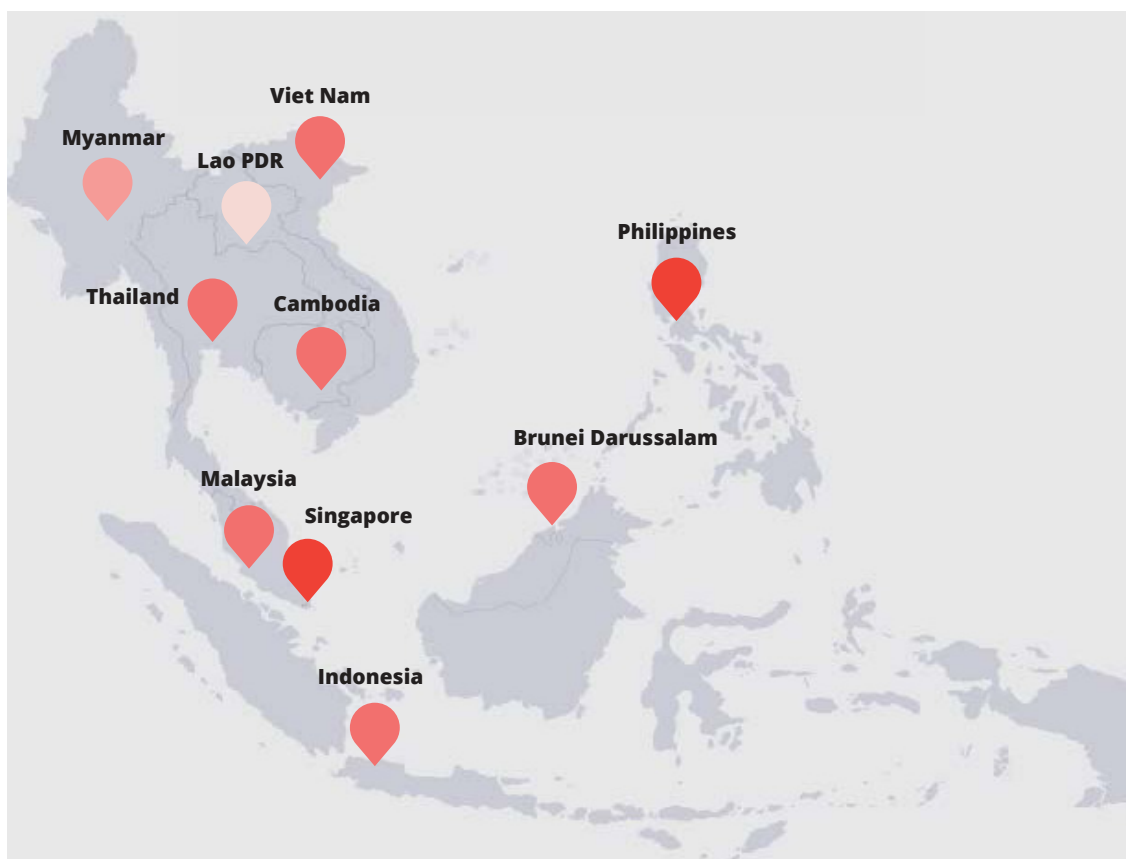 Viet Nam
Myanmar
Lao PDR
Philippines
Thailand
Cambodia
Brunei Darussalam
Malaysia
Singapore
Indonesia